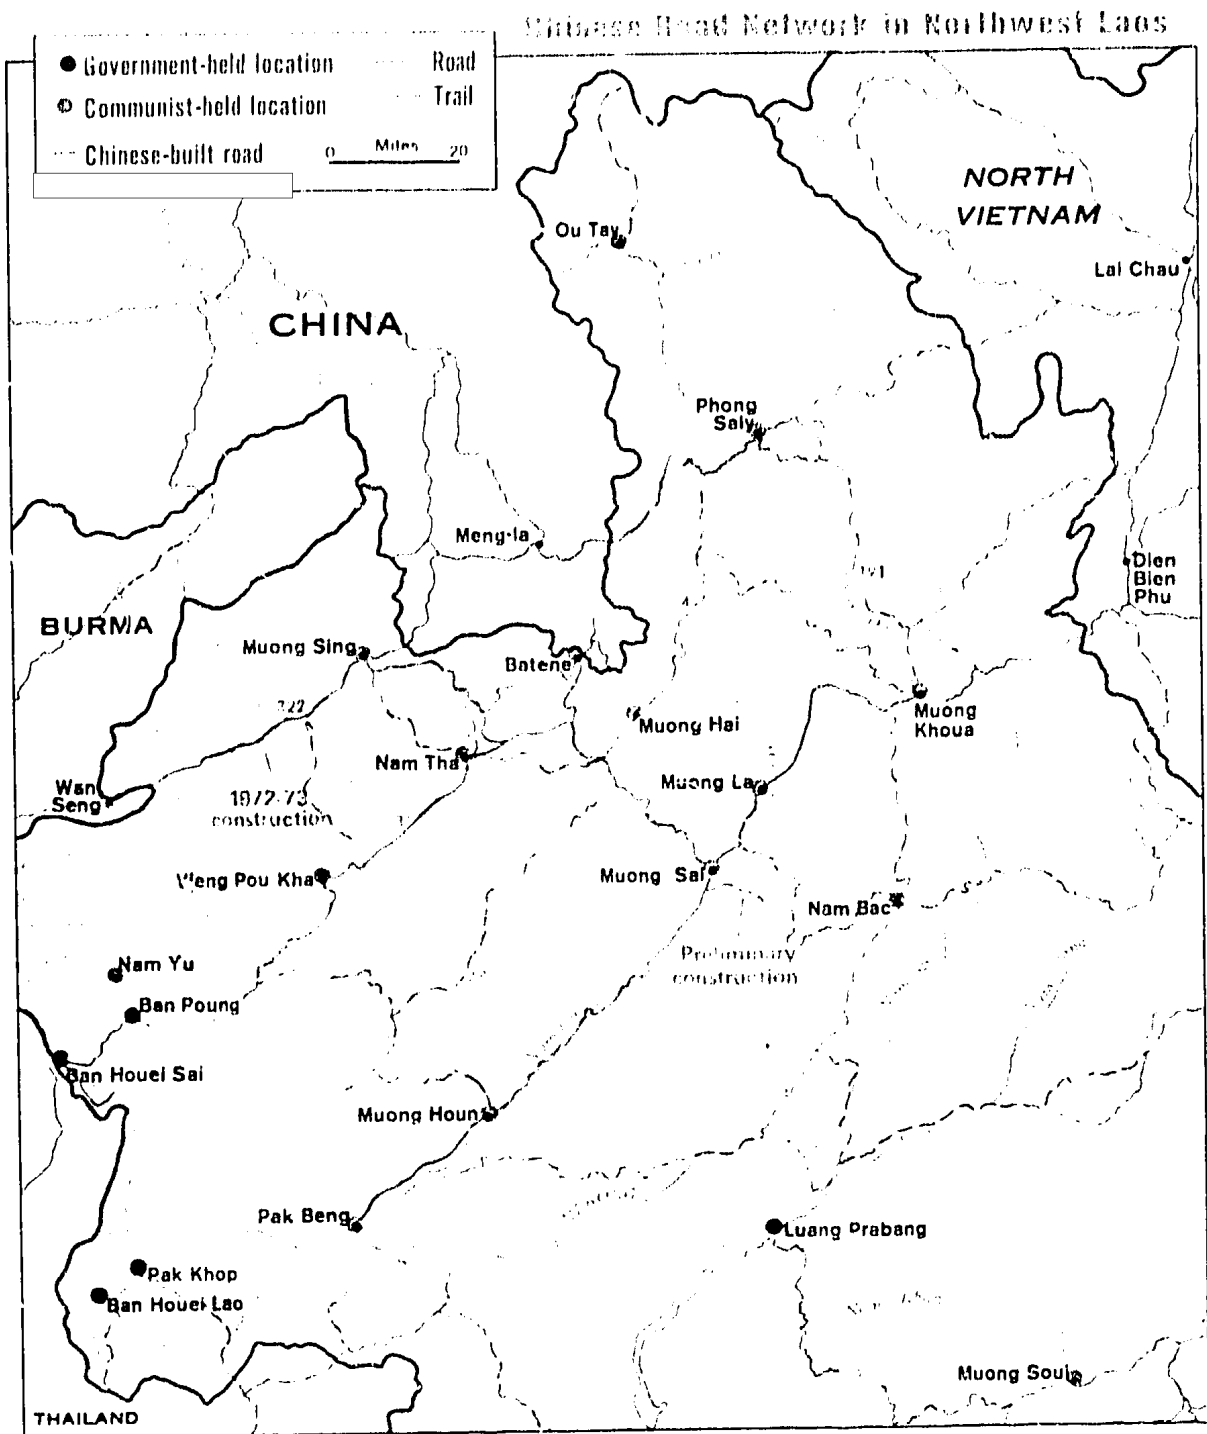 Chinese Road Network in Northwest Laos
Government-held location
Road
Communist-held location
Trail
Chinese-built road
0 Miles 20
NORTH
VIETNAM
Ou Tay
Lai Chau
CHINA
Phong
Saly
Meng-la
Dien
Bien
Phu
BURMA
Muong Sing
Batene
322
Muong Hai
Muong
Khoua
Nam Tha
Muong La
Wan
Seng
1972-73
construction
Muong Sai
Vieng Pou Kha
Nam Bac
Preliminary
construction
Nam Yu
Ban Poung
Ban Houei Sai
Muong Houn
Pak Beng
Luang Prabang
Pak Khop
Ban Houei Lao
Muong Soui
THAILAND